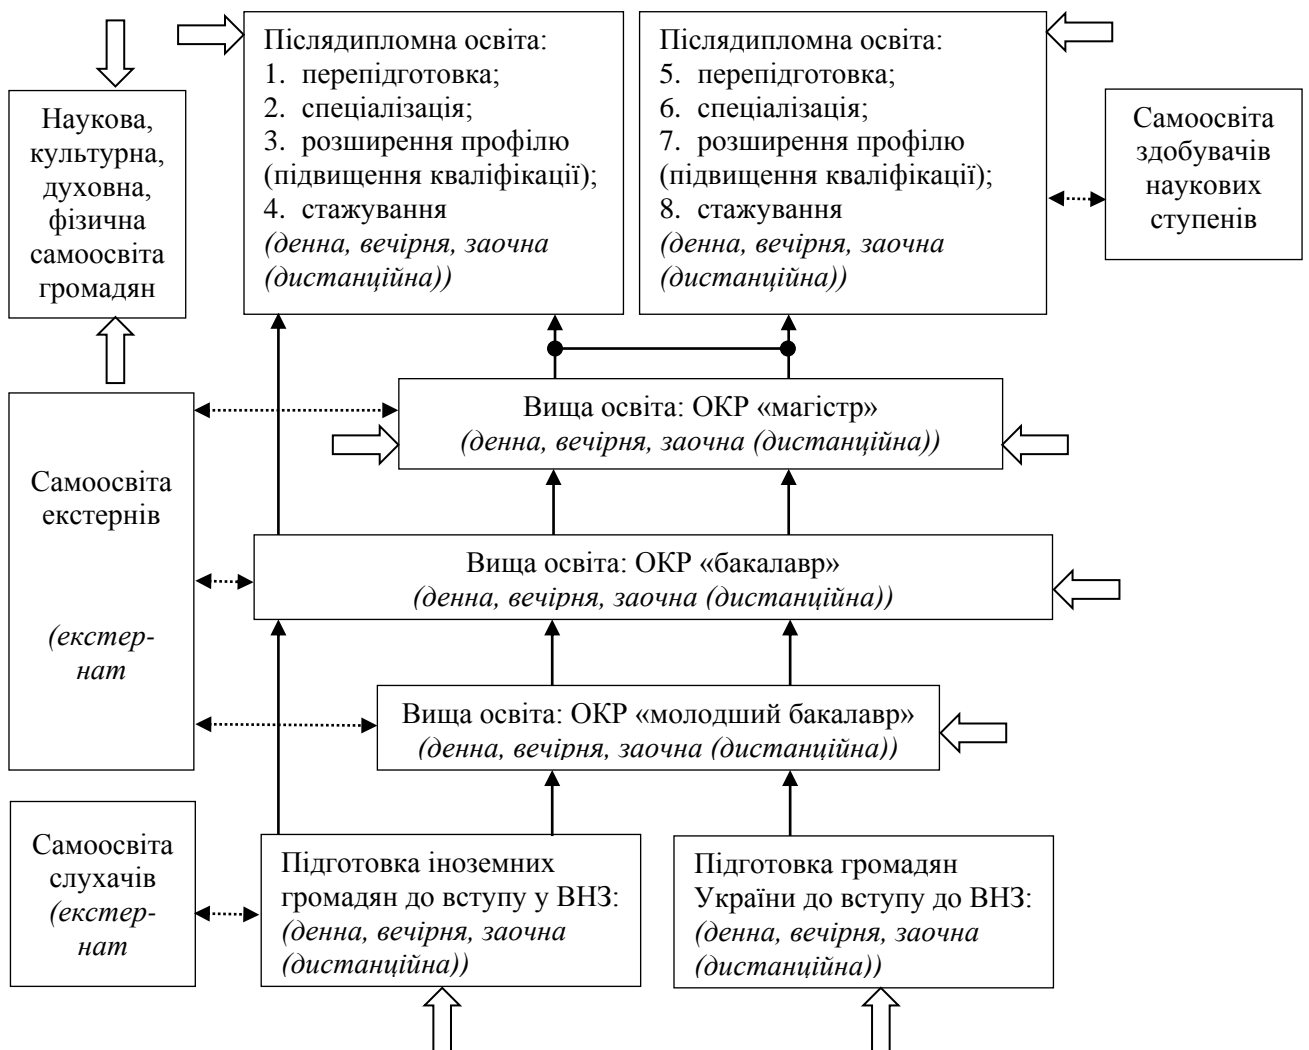 Післядипломна освіта:
1. перепідготовка;
2. спеціалізація;
3. розширення профілю
(підвищення кваліфікації);
4. стажування
(денна, вечірня, заочна
(дистанційна))
Післядипломна освіта:
5. перепідготовка;
6. спеціалізація;
7. розширення профілю
(підвищення кваліфікації);
8. стажування
(денна, вечірня, заочна
(дистанційна))
Наукова,
культурна,
духовна,
фізична
самоосвіта
громадян
Самоосвіта
здобувачів
наукових
ступенів
Вища освіта: ОКР «магістр»
(денна, вечірня, заочна (дистанційна))
Самоосвіта
екстернів
(екстер-
нат
Вища освіта: ОКР «бакалавр»
(денна, вечірня, заочна (дистанційна))
Вища освіта: ОКР «молодший бакалавр»
(денна, вечірня, заочна (дистанційна))
Самоосвіта
слухачів
(екстер-
нат
Підготовка іноземних
громадян до вступу у ВНЗ:
(денна, вечірня, заочна
(дистанційна))
Підготовка громадян
України до вступу до ВНЗ:
(денна, вечірня, заочна
(дистанційна))